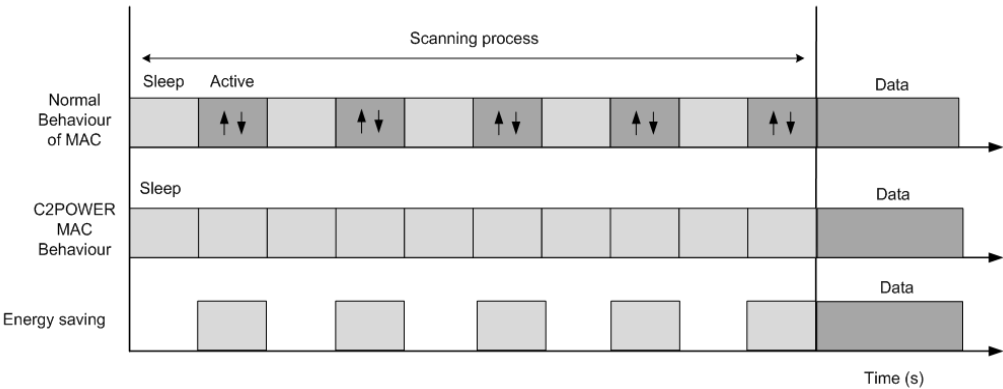 Scanning process
Sleep
Active
Data
Normal
Behaviour
of MAC
Sleep
Data
C2POWER
MAC
Behaviour
Data
Energy saving
Time (s)